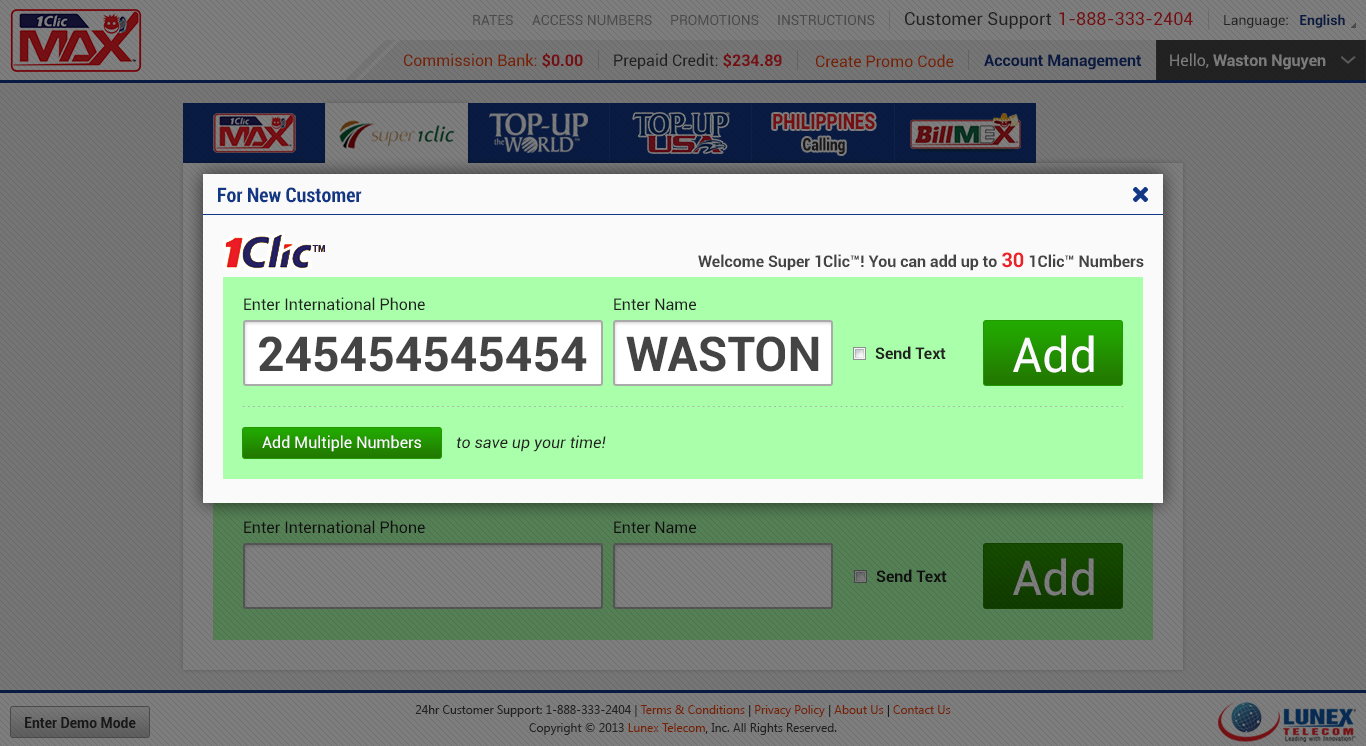 1Clic
MAX
RATES ACCESS NUMBERS PROMOTIONS INSTRUCTIONS Customer Support 1-888-333-2404 Language: English
Commission Bank: $0.00 Prepaid Credit: $234.89 Create Promo Code Account Management Hello, Waston Nguyen
1Clic MAX super 1clic TOP-UP the WORLD™ TOP-UP USA PHILIPPINES Calling BillMEX
For New Customer
1Clic™
Welcome Super 1Clic™! You can add up to 30 1Clic™ Numbers
Enter International Phone Enter Name
245454545454 WASTON Send Text Add
Add Multiple Numbers to save up your time!
Enter International Phone Enter Name
Send Text Add
Enter Demo Mode
24hr Customer Support: 1-888-333-2404 | Terms & Conditions | Privacy Policy | About Us | Contact Us
Copyright © 2013 Lunex Telecom, Inc. All Rights Reserved.
LUNEX
TELECOM
Leading with Innovation!